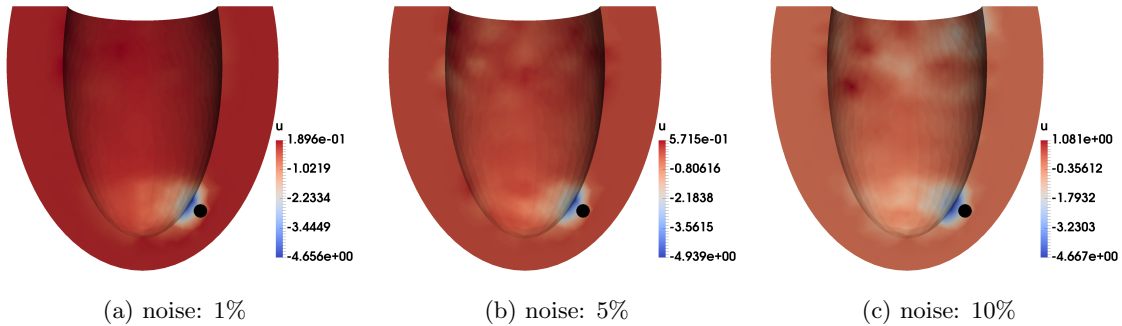 u
1.896e-01
-1.0219
-2.2334
-3.4449
-4.656e+00
u
5.715e-01
-0.80616
-2.1838
-3.5615
-4.939e+00
u
1.081e+00
-0.35612
-1.7932
-3.2303
-4.667e+00
(a) noise: 1%
(b) noise: 5%
(c) noise: 10%